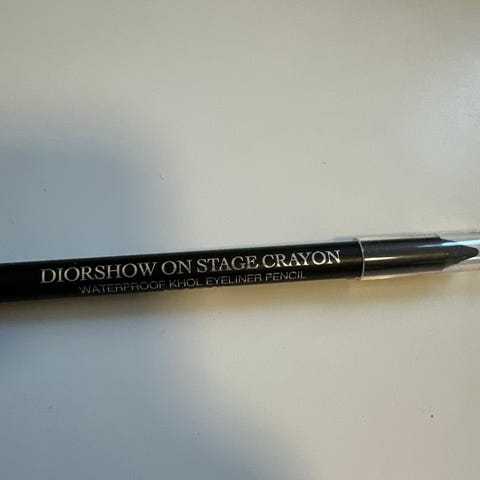 DIORSHOW ON STAGE CRAYON
WATERPROOF KHOL EYELINER PENCIL